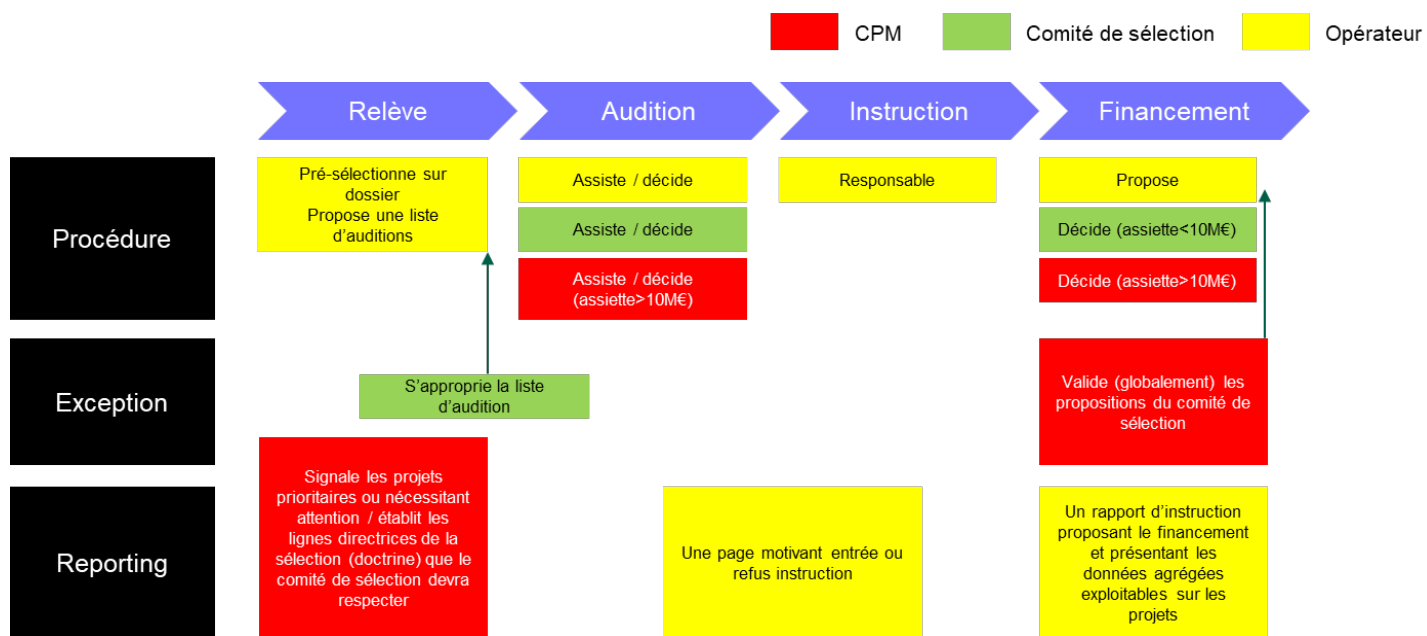 CPM
Comité de sélection
Opérateur
Relève
Audition
Instruction
Financement
Procédure
Pré-sélectionne sur
dossier
Propose une liste
d’auditions
Assiste / décide
Assiste / décide
Assiste / décide
(assiette>10M€)
Responsable
Propose
Décide (assiette<10M€)
Décide (assiette>10M€)
Exception
S’approprie la liste
d’audition
Valide (globalement) les
propositions du comité de
sélection
Reporting
Signale les projets
prioritaires ou nécessitant
attention / établit les
lignes directrices de la
sélection (doctrine) que le
comité de sélection devra
respecter
Une page motivant entrée ou
refus instruction
Un rapport d’instruction
proposant le financement
et présentant les
données agrégées
exploitables sur les
projets